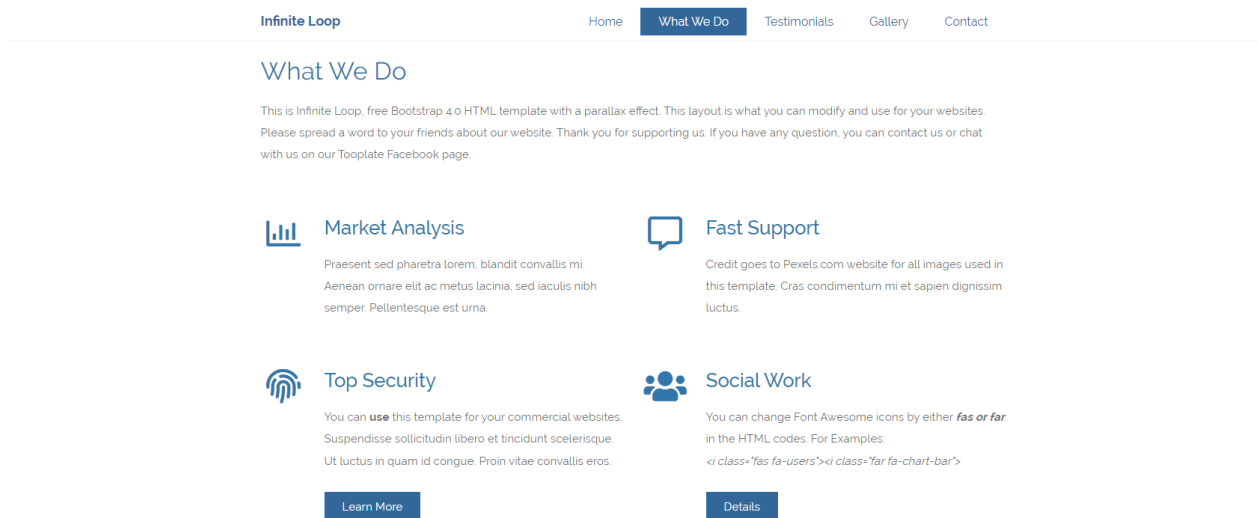 Infinite Loop
Home
What We Do
Testimonials
Gallery
Contact
What We Do
This is Infinite Loop, free Bootstrap 4.0 HTML template with a parallax effect. This layout is what you can modify and use for your websites.
Please spread a word to your friends about our website. Thank you for supporting us. If you have any question, you can contact us or chat
with us on our Tooplate Facebook page.
Market Analysis
Praesent sed pharetra lorem, blandit convallis mi.
Aenean ornare elit ac metus lacinia, sed iaculis nibh
semper. Pellentesque est urna.
Fast Support
Credit goes to Pexels.com website for all images used in
this template. Cras condimentum mi et sapien dignissim
luctus.
Top Security
You can use this template for your commercial websites.
Suspendisse sollicitudin libero et tincidunt scelerisque.
Ut luctus in quam id congue. Proin vitae convallis eros.
Learn More
Social Work
You can change Font Awesome icons by either fas or far
in the HTML codes. For Examples:
<i class="fas fa-users"><i class="far fa-chart-bar">
Details